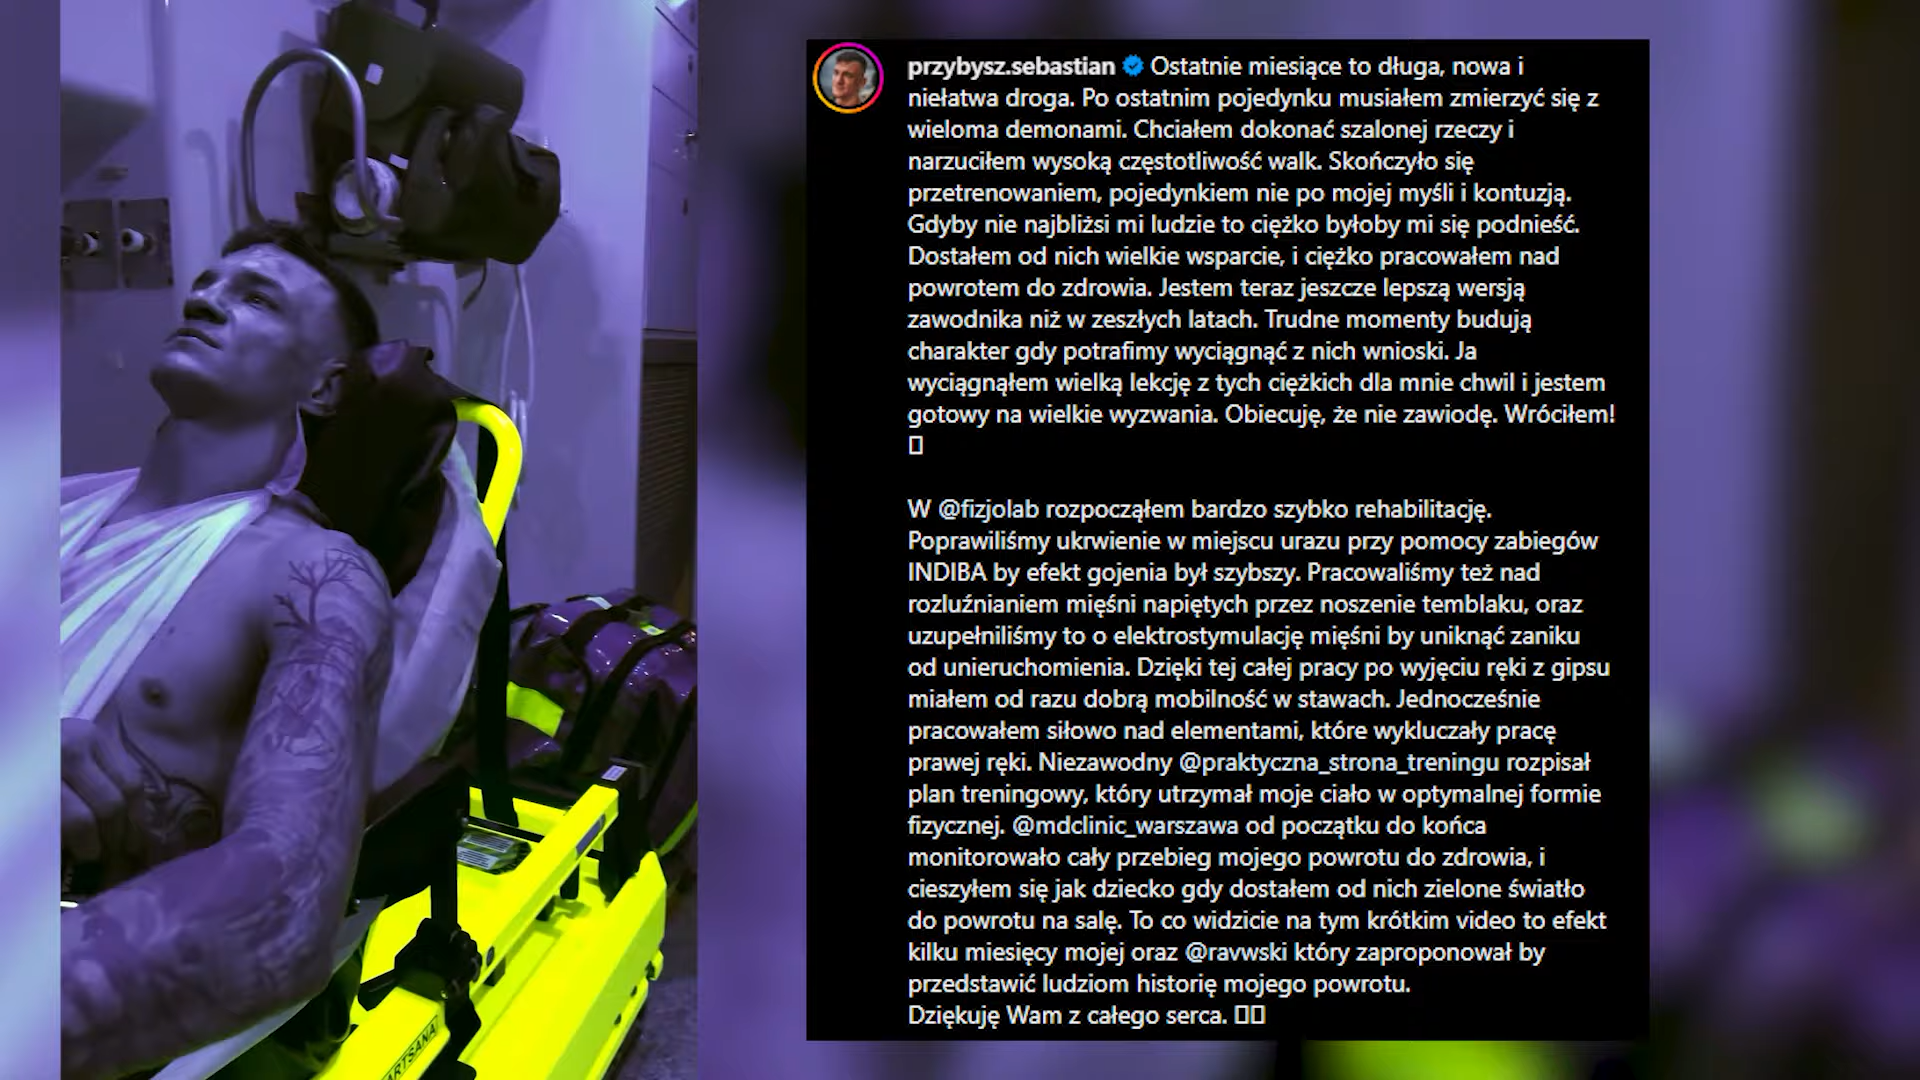 przybysz.sebastian Ostatnie miesiące to długa, nowa i
niełatwa droga. Po ostatnim pojedynku musiałem zmierzyć się z
wieloma demonami. Chciałem dokonać szalonej rzeczy i
narzuciłem wysoką częstotliwość walk. Skończyło się
przetrenowaniem, pojedynkiem nie po mojej myśli i kontuzją.
Gdyby nie najbliżsi mi ludzie to ciężko byłoby mi się podnieść.
Dostałem od nich wielkie wsparcie, i ciężko pracowałem nad
powrotem do zdrowia. Jestem teraz jeszcze lepszą wersją
zawodnika niż w zeszłych latach. Trudne momenty budują
charakter gdy potrafimy wyciągnąć z nich wnioski. Ja
wyciągnąłem wielką lekcję z tych ciężkich dla mnie chwil i jestem
gotowy na wielkie wyzwania. Obiecuję, że nie zawiodę. Wróciłem!
W @fizjolab rozpocząłem bardzo szybko rehabilitację.
Poprawiliśmy ukrwienie w miejscu urazu przy pomocy zabiegów
INDIBA by efekt gojenia był szybszy. Pracowaliśmy też nad
rozluźnianiem mięśni napiętych przez noszenie temblaku, oraz
uzupełniliśmy to o elektrostymulację mięśni by uniknąć zaniku
od unieruchomienia. Dzięki tej całej pracy po wyjęciu ręki z gipsu
miałem od razu dobrą mobilność w stawach. Jednocześnie
pracowałem siłowo nad elementami, które wykluczały pracę
prawej ręki. Niezawodny @praktyczna_strona_treningu rozpisał
plan treningowy, który utrzymał moje ciało w optymalnej formie
fizycznej. @mdclinic_warszawa od początku do końca
monitorowało cały przebieg mojego powrotu do zdrowia, i
cieszyłem się jak dziecko gdy dostałem od nich zielone światło
do powrotu na salę. To co widzicie na tym krótkim video to efekt
kilku miesięcy mojej oraz @ravwski który zaproponował by
przedstawić ludziom historię mojego powrotu.
Dziękuję Wam z całego serca.
ARTSANA